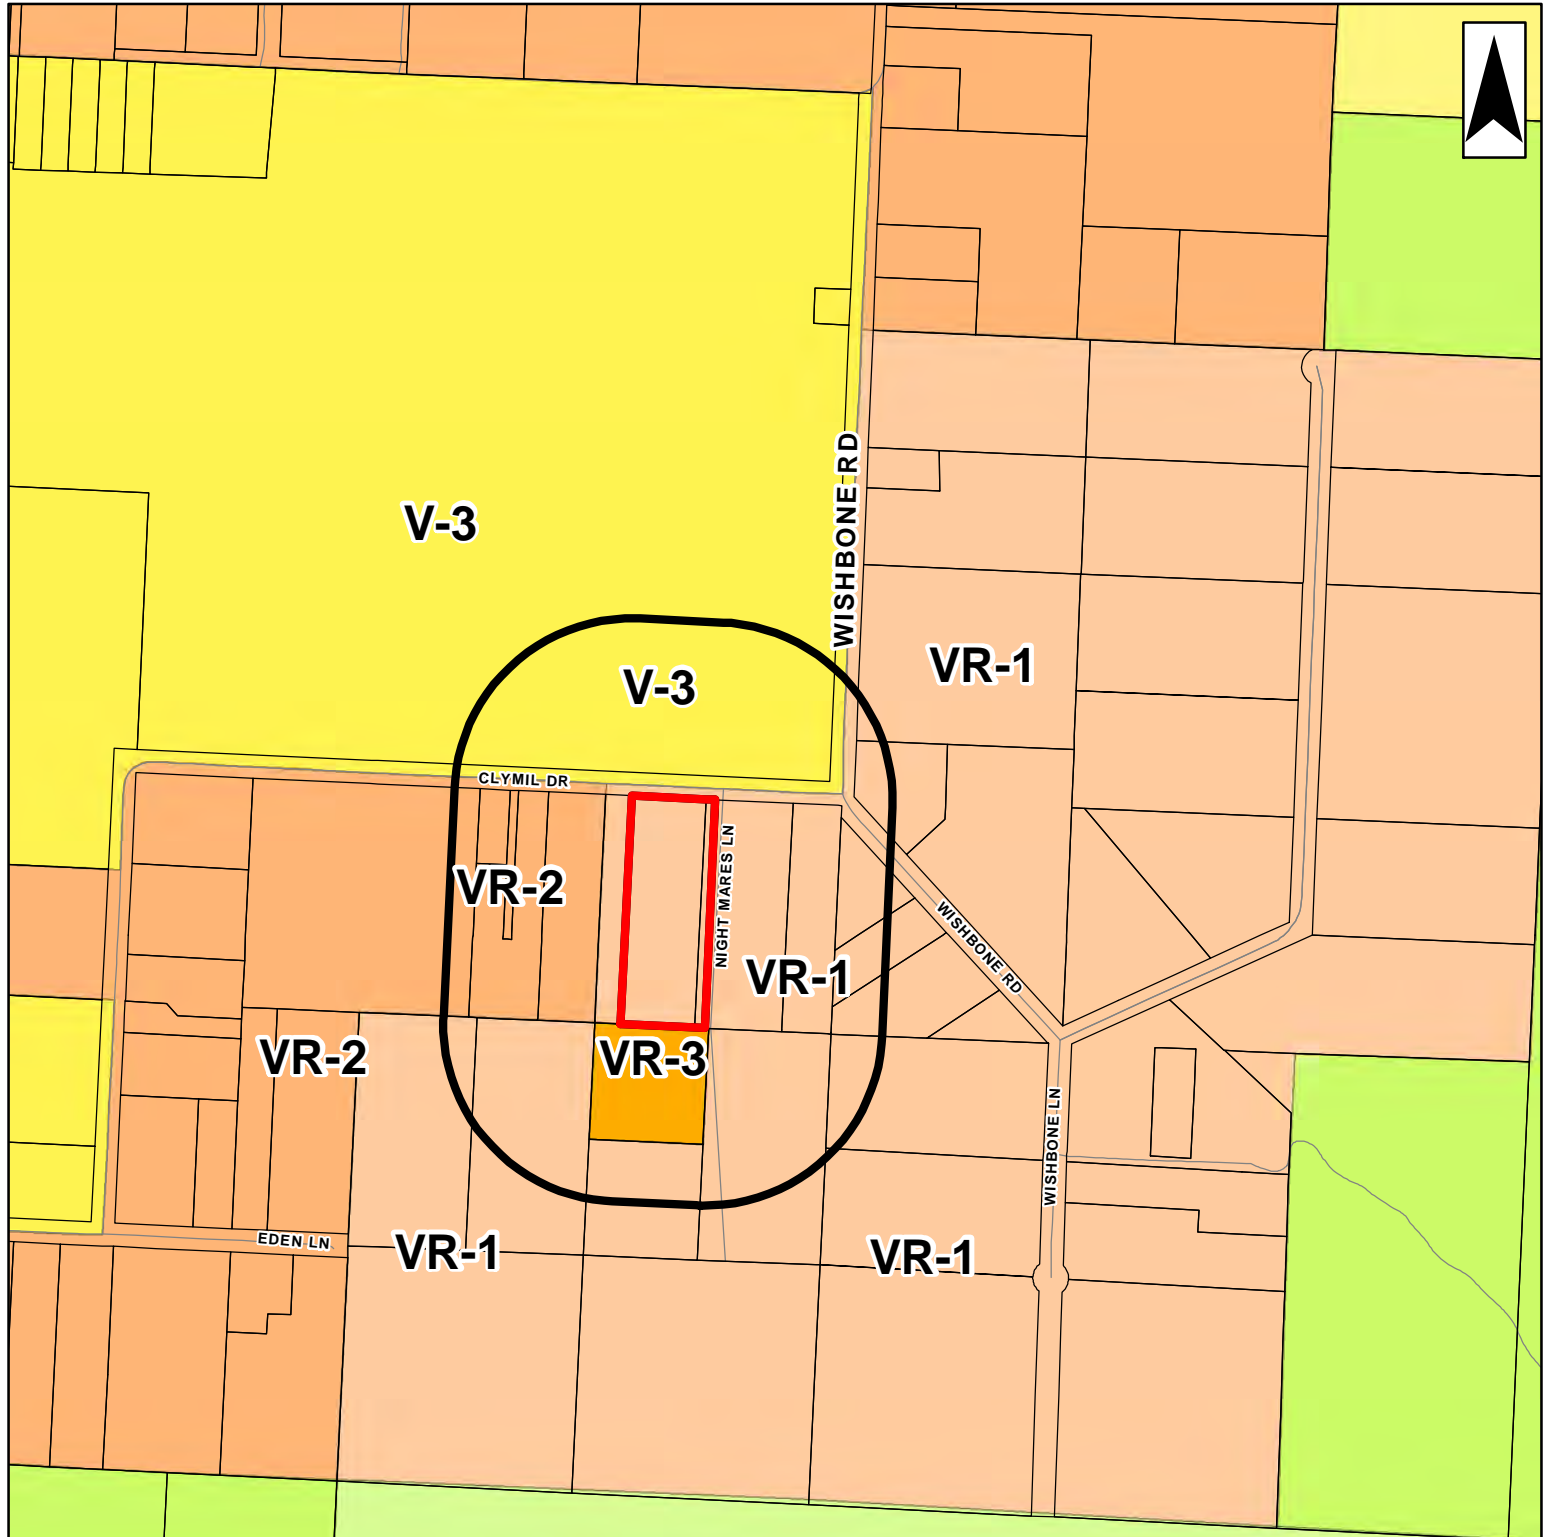 V-3
WISHBONE RD
VR-1
V-3
CLYMIL DR
VR-2
NIGHT MARES LN
WISHBONE RD
VR-1
VR-2
VR-3
WISHBONE LN
EDEN LN
VR-1
VR-1